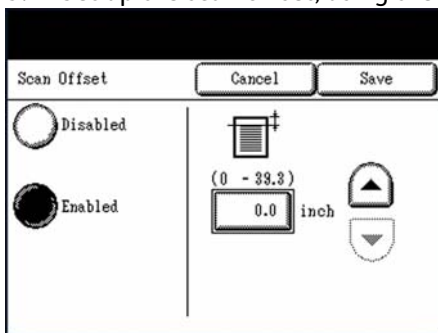 Scan Offset Cancel Save
Disabled
Enabled
(0 - 39.3)
0.0 inch